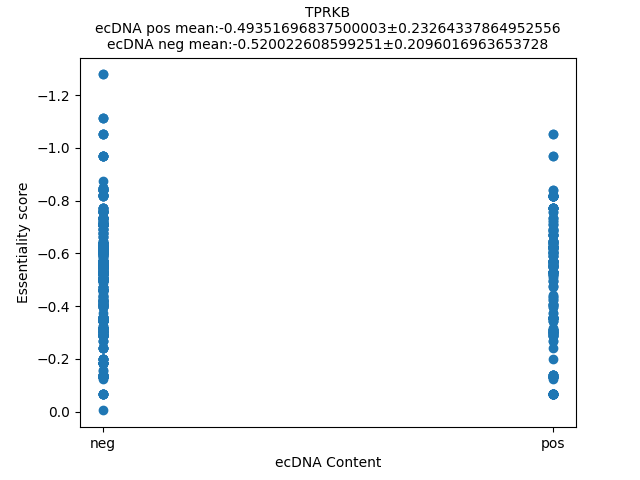 TPRKB
ecDNA pos mean:-0.49351696837500003±0.23264337864952556
ecDNA neg mean:-0.520022608599251±0.2096016963653728
−1.2
−1.0
−0.8
−0.6
−0.4
−0.2
0.0
Essentiality score
neg
pos
ecDNA Content